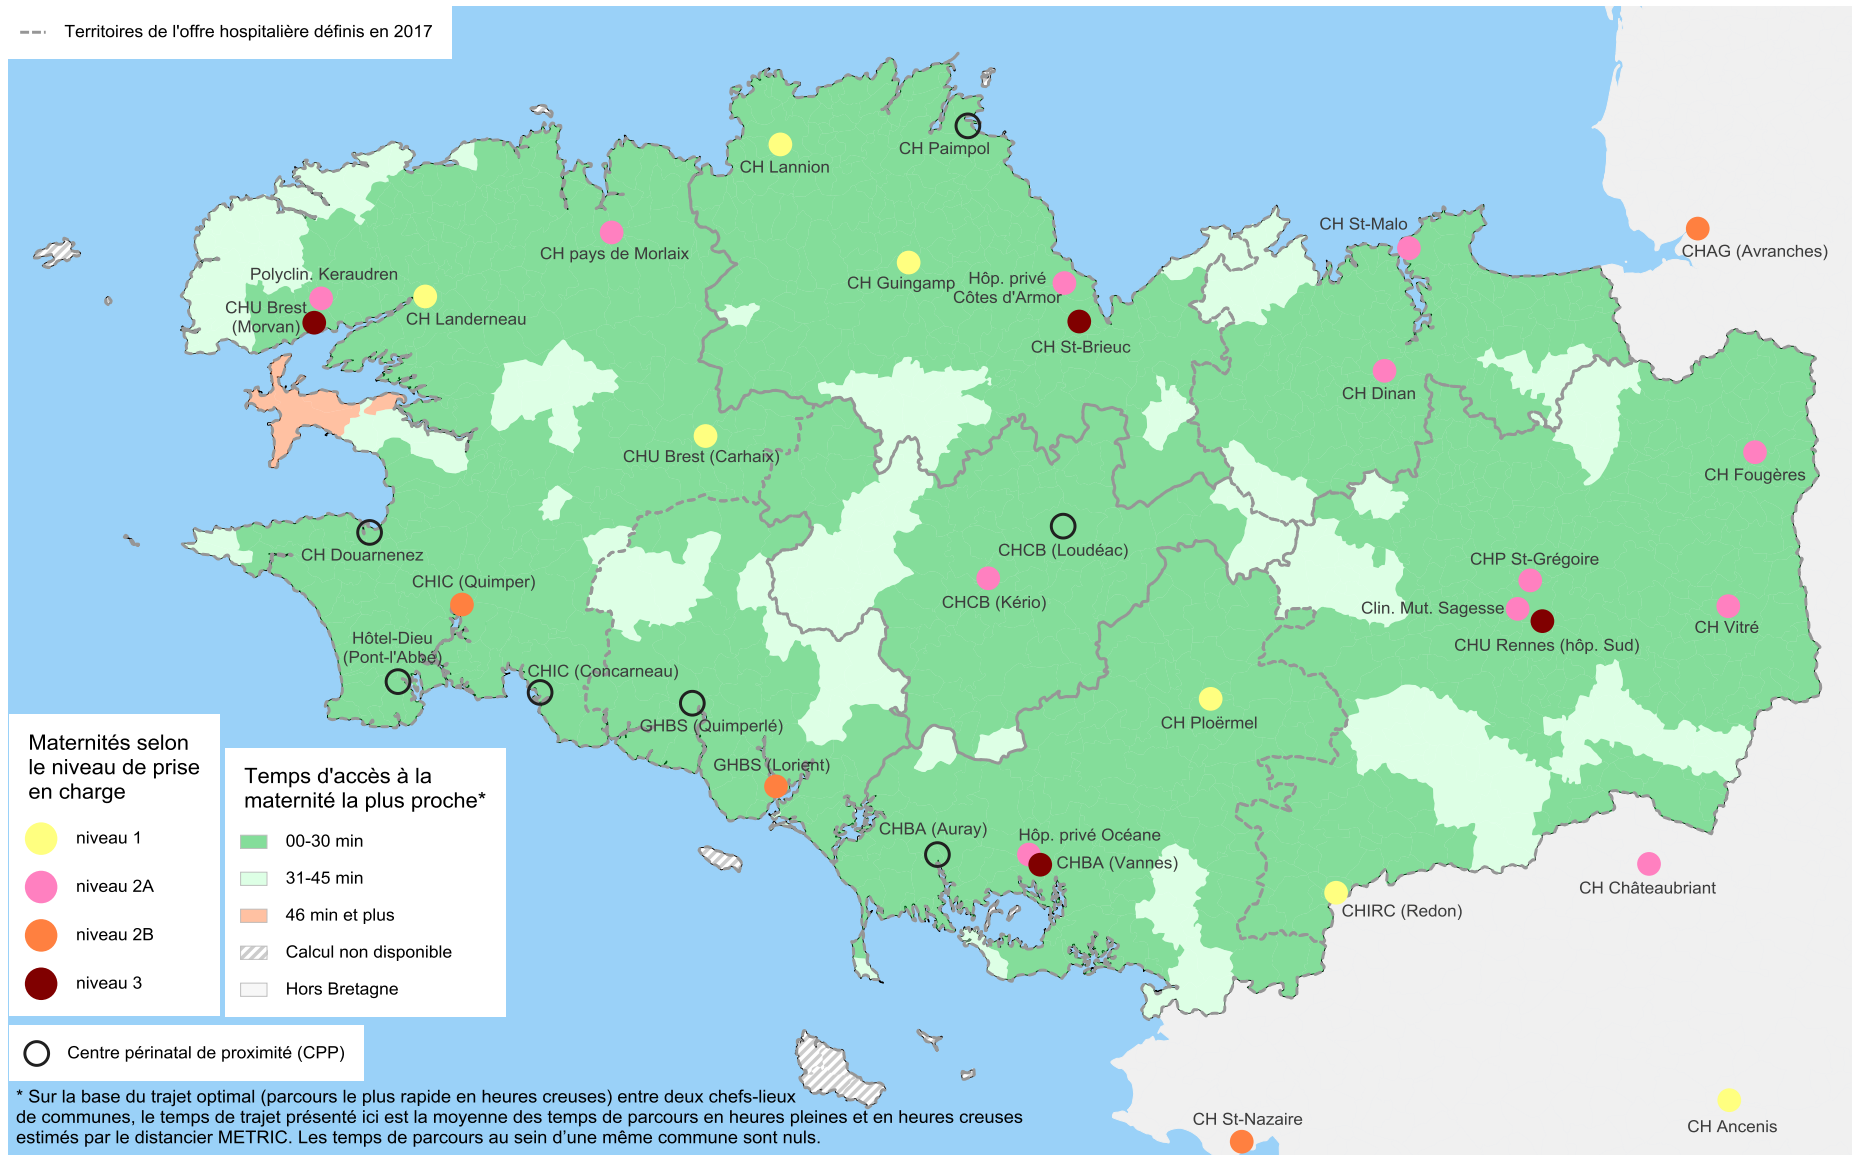 Territoires de l'offre hospitalière définis en 2017
CH Paimpol
CH Lannion
CH St-Malo
CH pays de Morlaix
CHAG (Avranches)
Polyclin. Keraudren
CH Guingamp
Hôp. privé
Côtes d'Armor
CHU Brest
(Morvan)
CH Landerneau
CH St-Brieuc
CH Dinan
CHU Brest (Carhaix)
CH Fougères
CH Douarnenez
CHCB (Loudéac)
CHP St-Grégoire
CHIC (Quimper)
CHCB (Kério)
Clin. Mut. Sagesse
CH Vitré
Hôtel-Dieu
(Pont-l'Abbé)
CHU Rennes (hôp. Sud)
CHIC (Concarneau)
GHBS (Quimperlé)
CH Ploërmel
GHBS (Lorient)
CHBA (Auray)
Hôp. privé Océane
CHBA (Vannes)
CH Châteaubriant
CHIRC (Redon)
CH St-Nazaire
CH Ancenis
Maternités selon
le niveau de prise
en charge
niveau 1
niveau 2A
niveau 2B
niveau 3
Temps d'accès à la
maternité la plus proche*
00-30 min
31-45 min
46 min et plus
Calcul non disponible
Hors Bretagne
Centre périnatal de proximité (CPP)
* Sur la base du trajet optimal (parcours le plus rapide en heures creuses) entre deux chefs-lieux
de communes, le temps de trajet présenté ici est la moyenne des temps de parcours en heures pleines et en heures creuses
estimés par le distancier METRIC. Les temps de parcours au sein d’une même commune sont nuls.